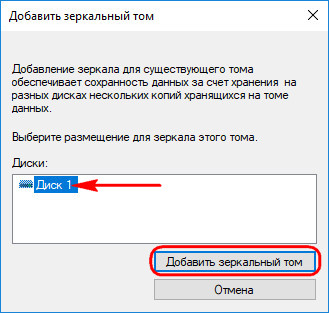 Добавить зеркальный том
Добавление зеркала для существующего тома
обеспечивает сохранность данных за счет хранения на
разных дисках нескольких копий хранящихся на томе
данных.
Выберите размещение для зеркала этого тома.
Диски:
Диск 1
Добавить зеркальный том
Отмена